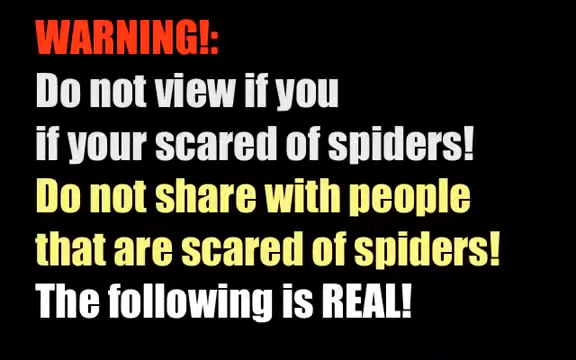 WARNING!:
Do not view if you
if your scared of spiders!
Do not share with people
that are scared of spiders!
The following is REAL!